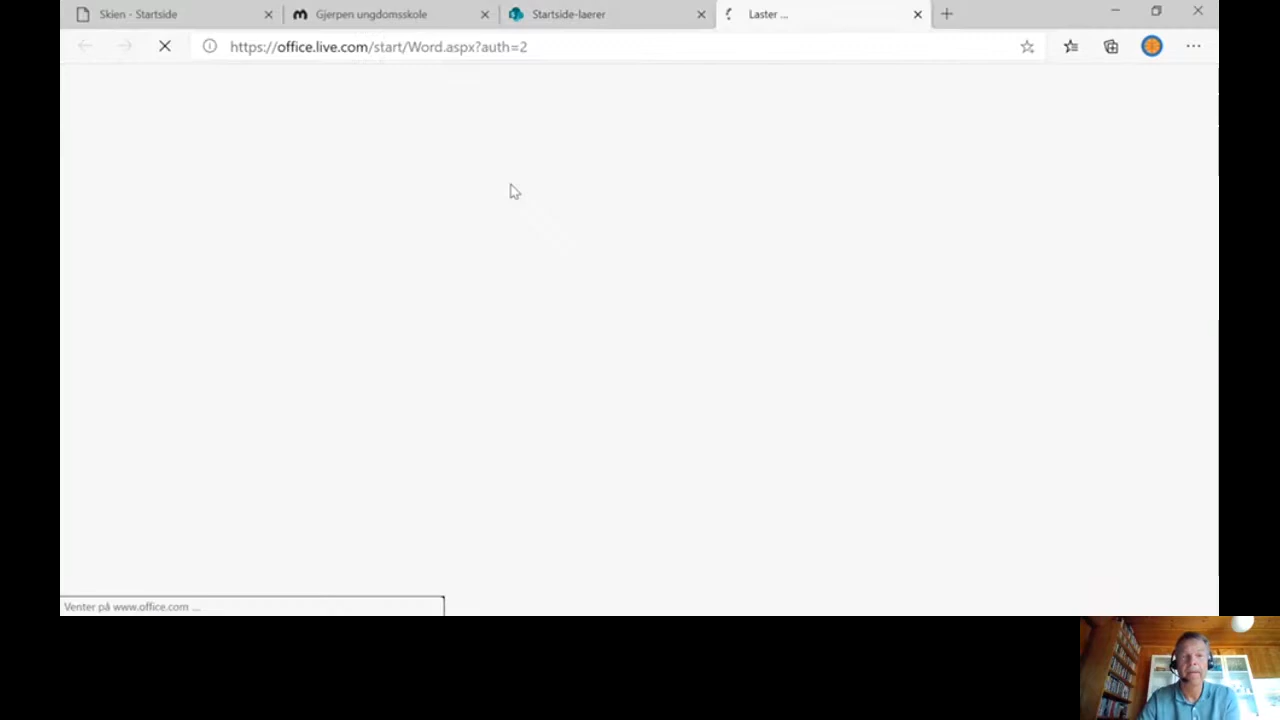 Skien - Startside
Gjerpen ungdomsskole
Startside-laerer
Laster ...
https://office.live.com/start/Word.aspx?auth=2
Venter på www.office.com ...